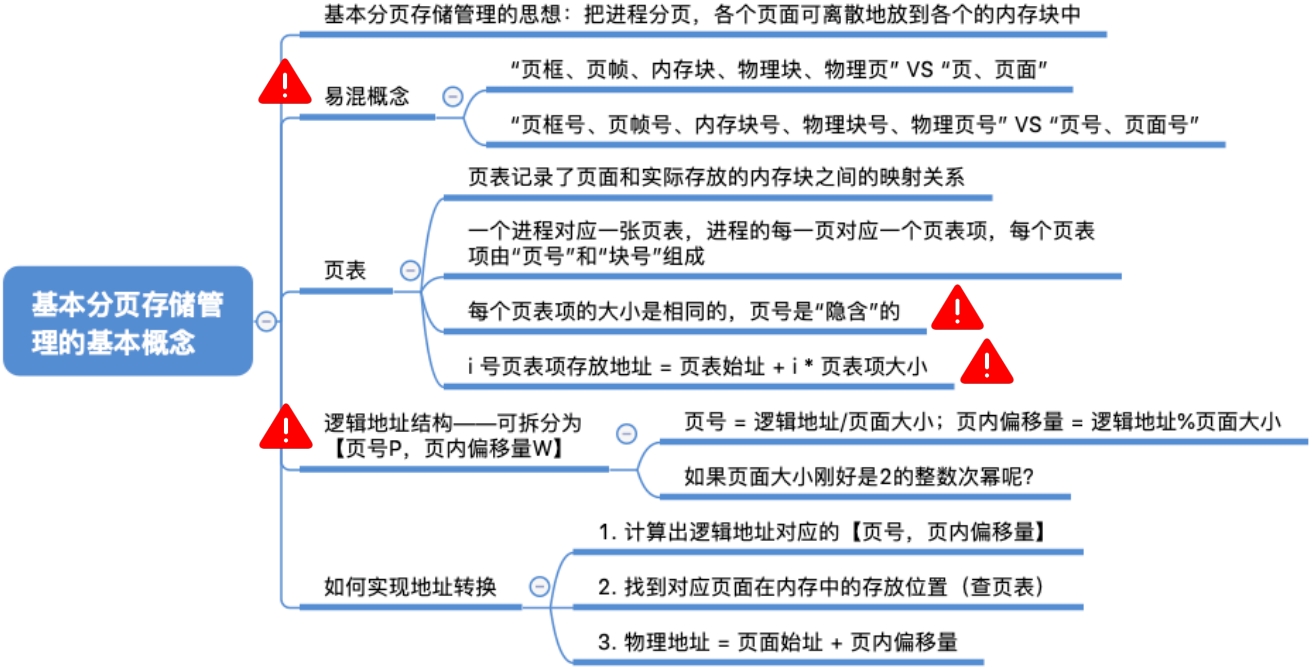 基本分页存储管理的思想：把进程分页，各个页面可离散地放到各个的内存块中
易混概念
“页框、页帧、内存块、物理块、物理页” VS “页、页面”
“页框号、页帧号、内存块号、物理块号、物理页号” VS “页号、页面号”
页表记录了页面和实际存放的内存块之间的映射关系
一个进程对应一张页表，进程的每一页对应一个页表项，每个页表
项由“页号”和“块号”组成
页表
每个页表项的大小是相同的，页号是“隐含”的
i 号页表项存放地址 = 页表始址 + i * 页表项大小
基本分页存储管
理的基本概念
逻辑地址结构——可拆分为
【页号P，页内偏移量W】
页号 = 逻辑地址/页面大小；页内偏移量 = 逻辑地址%页面大小
如果页面大小刚好是2的整数次幂呢？
如何实现地址转换
1. 计算出逻辑地址对应的【页号，页内偏移量】
2. 找到对应页面在内存中的存放位置（查页表）
3. 物理地址 = 页面始址 + 页内偏移量